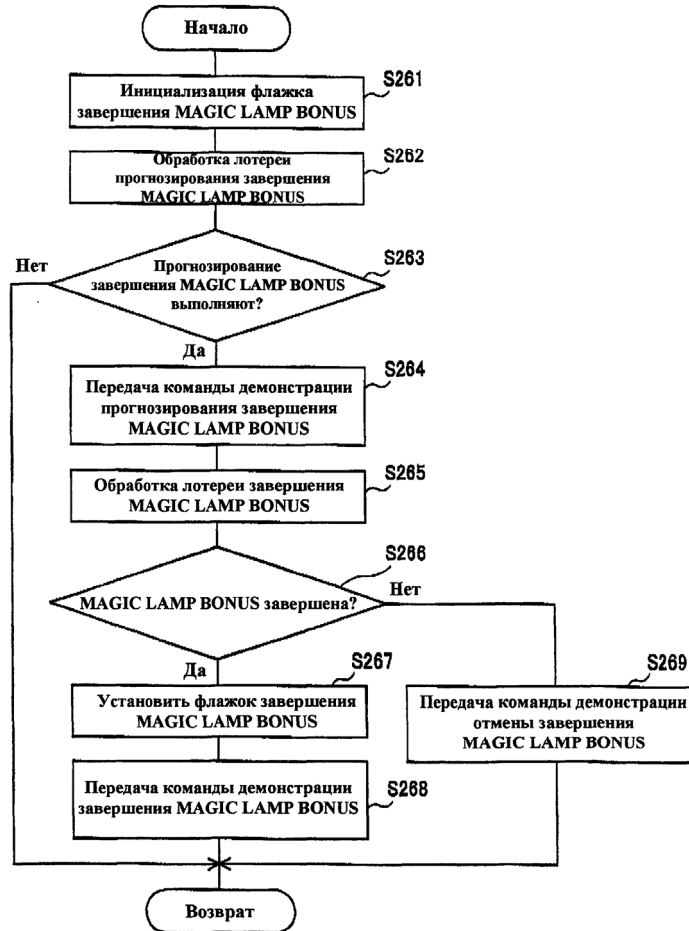 Начало
S261
Инициализация флажка
завершения MAGIC LAMP BONUS
S262
Обработка лотереи
прогнозирования завершения
MAGIC LAMP BONUS
S263
Нет
Прогнозирование
завершения MAGIC LAMP BONUS
выполняют?
Да
S264
Передача команды демонстрации
прогнозирования завершения
MAGIC LAMP BONUS
S265
Обработка лотереи завершения
MAGIC LAMP BONUS
S266
MAGIC LAMP BONUS завершена?
Нет
Да
S267
Установить флажок завершения
MAGIC LAMP BONUS
S269
Передача команды демонстрации
отмены завершения
MAGIC LAMP BONUS
S268
Передача команды демонстрации
завершения MAGIC LAMP BONUS
Возврат